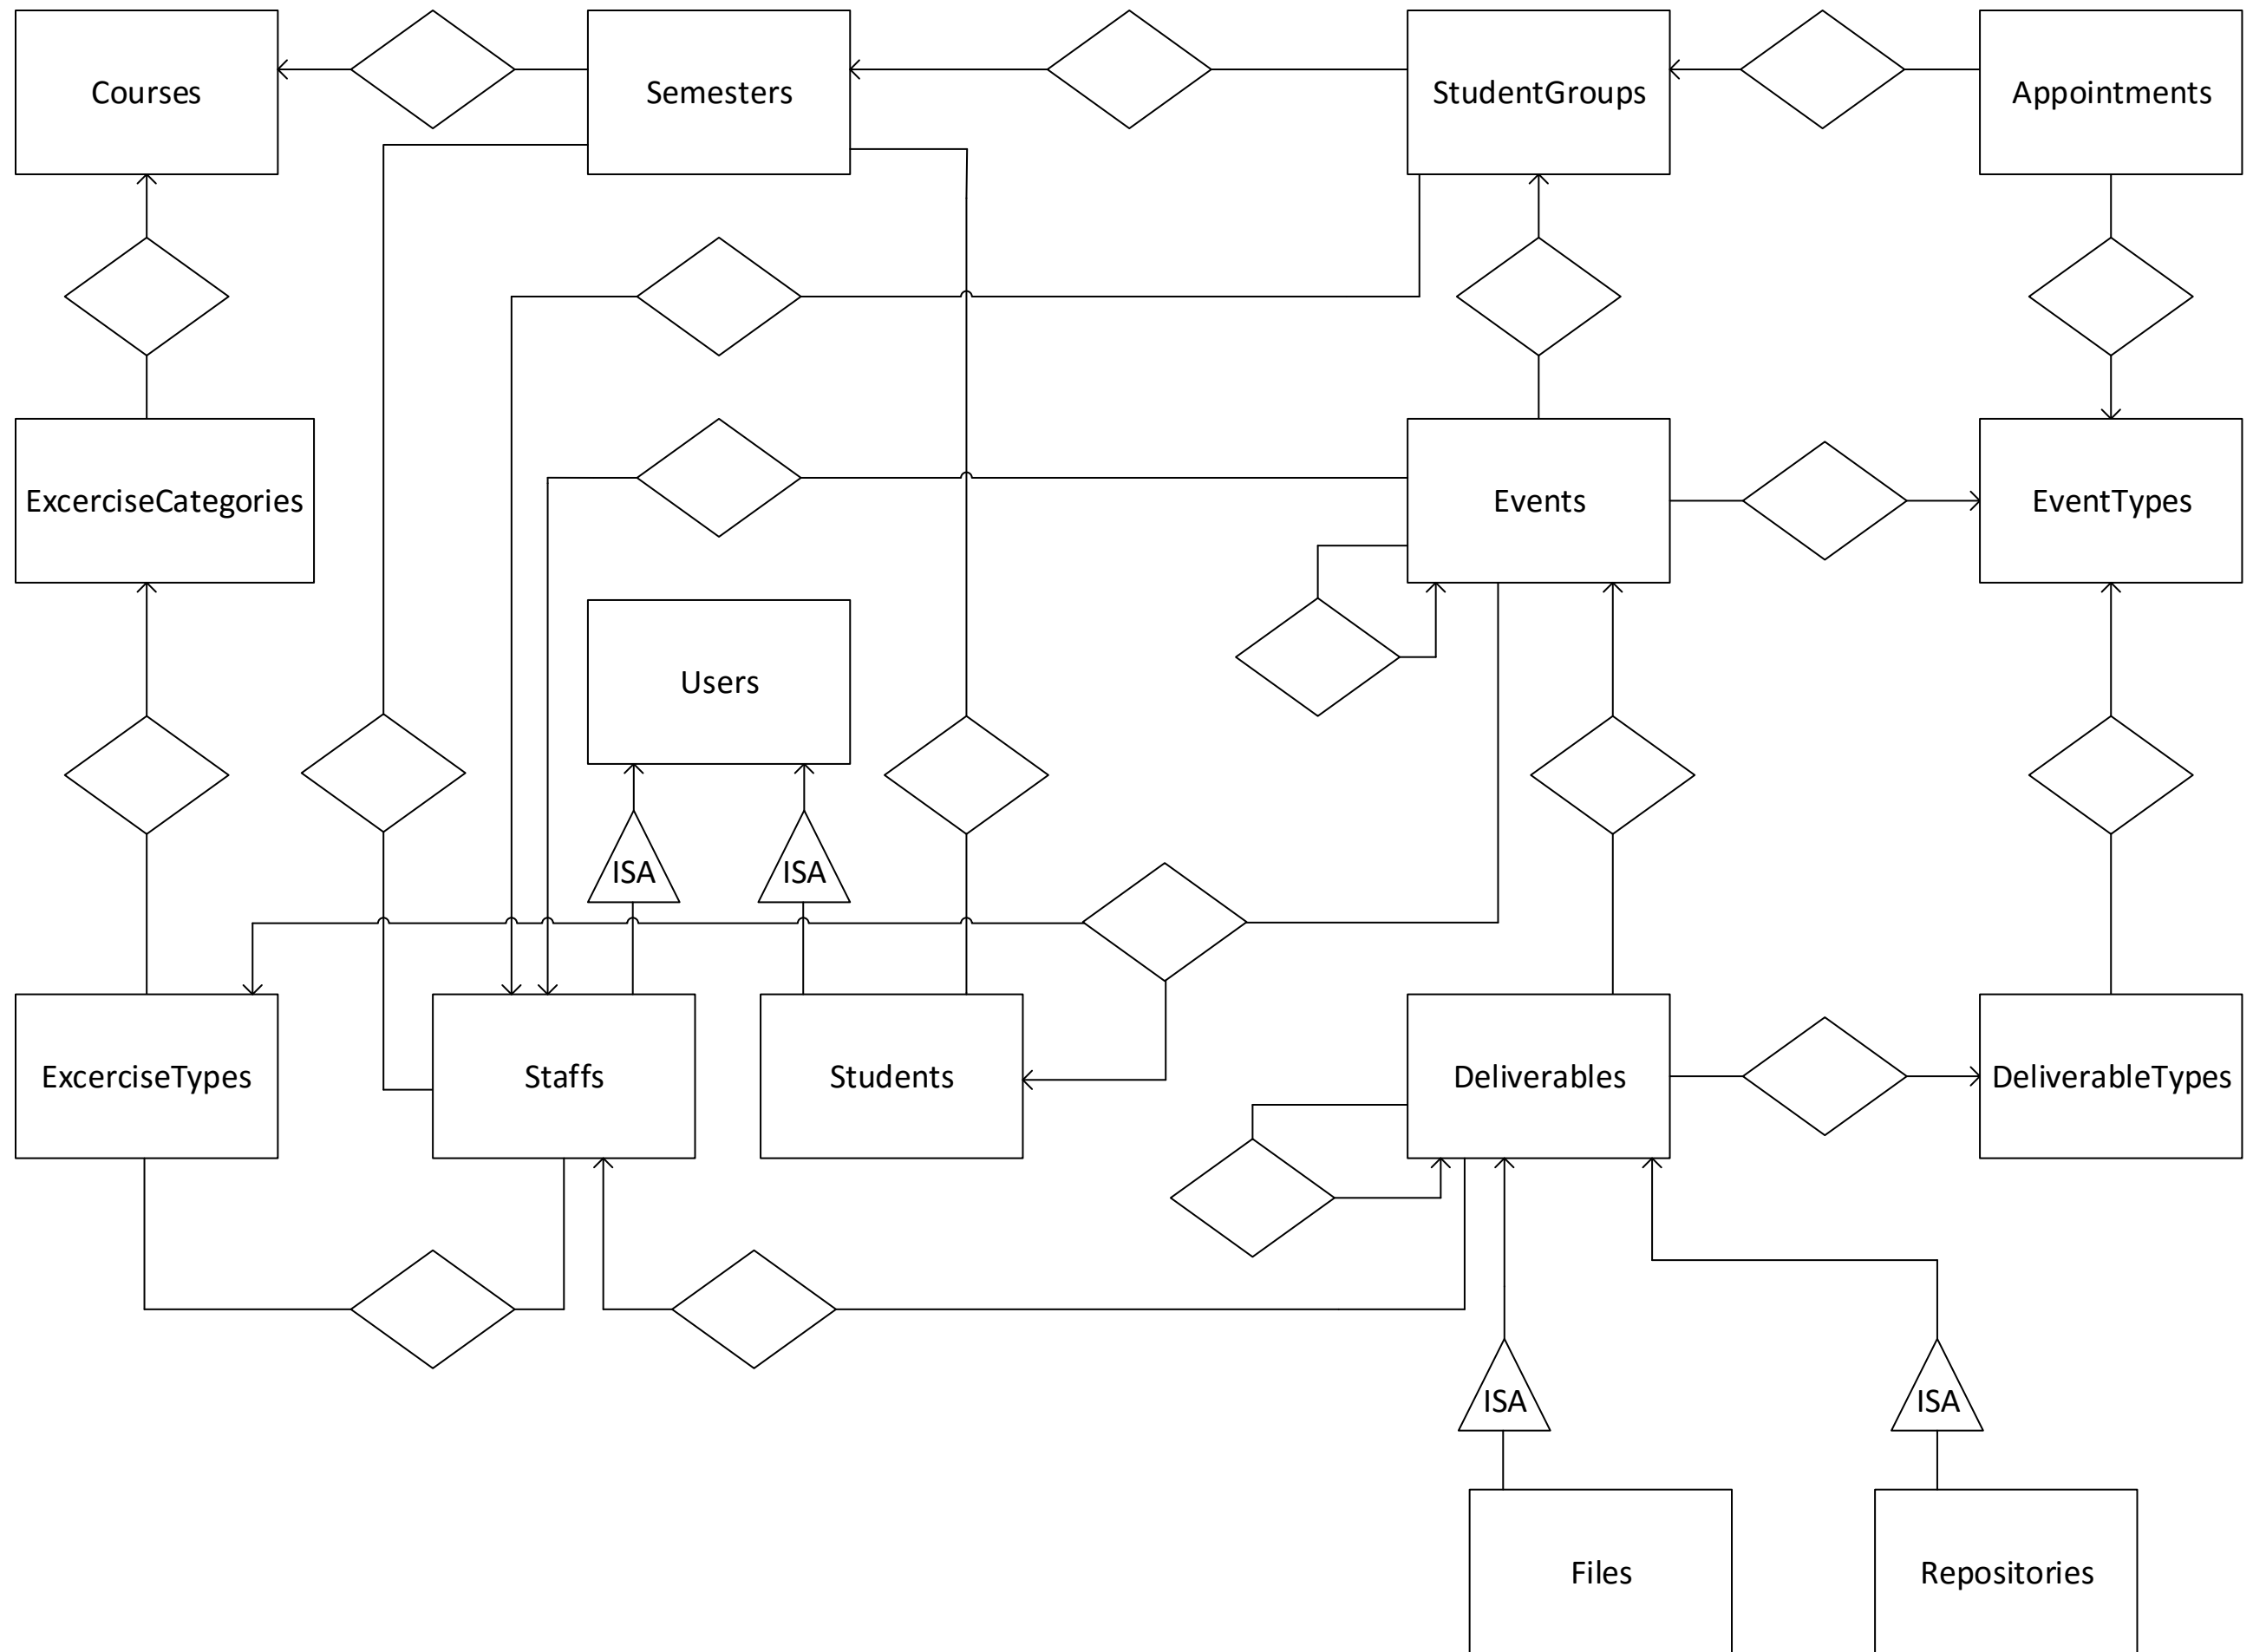 Courses
Semesters
StudentGroups
Appointments
ExcerciseCategories
Events
EventTypes
Users
ISA
ISA
ExcerciseTypes
Staffs
Students
Deliverables
DeliverableTypes
ISA
ISA
Files
Repositories